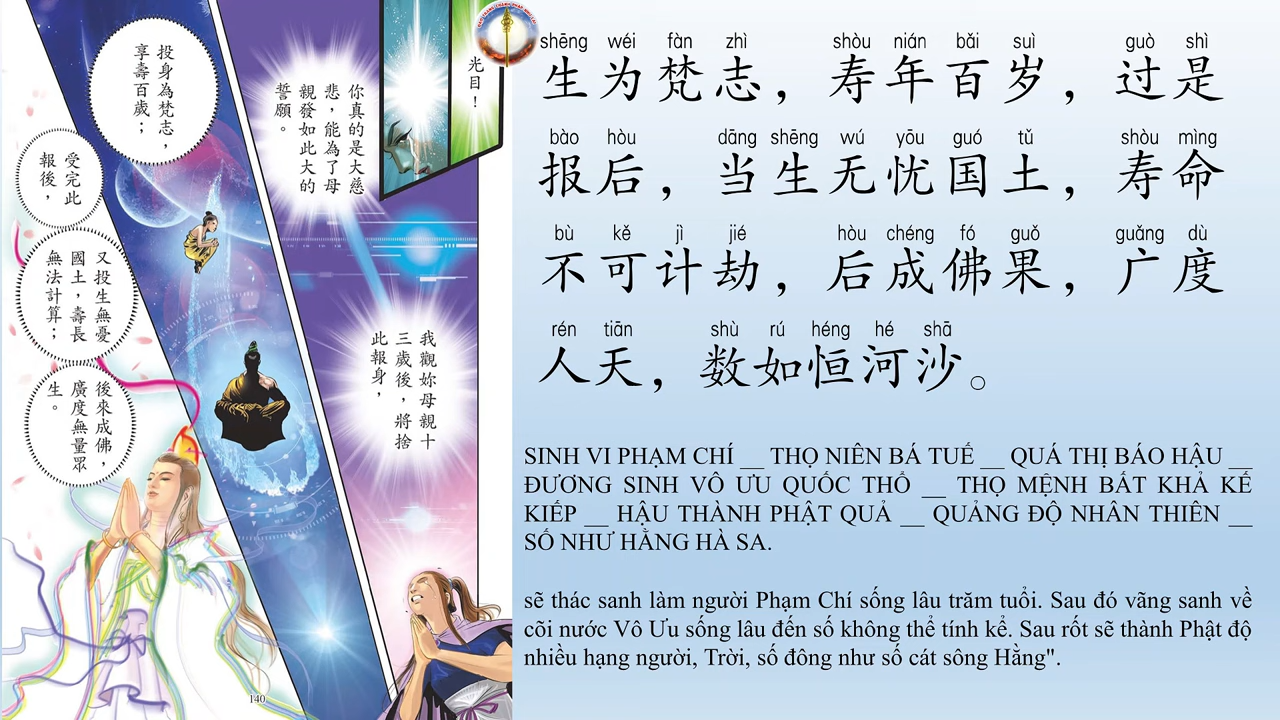 光目！
你真的是大慈
悲，能為了母
親發如此大的
誓願。
我觀妳母親十
三歲後，將捨
此報身，
投身為梵志，
享壽百歲；
受完此
報後，
又投生無憂
國土，壽長
無法計算；
後來成佛，
廣度無量眾
生。
140
shēng wéi fàn zhì shòu nián bǎi suì guò shì
生为梵志，寿年百岁，过是
bào hòu dāng shēng wú yōu guó tǔ shòu mìng
报后，当生无忧国土，寿命
bù kě jì jié hòu chéng fó guǒ guǎng dù
不可计劫，后成佛果，广度
rén tiān shù rú héng hé shā
人天，数如恒河沙。
SINH VI PHẠM CHÍ __ THỌ NIÊN BÁ TUẾ __ QUÁ THỊ BÁO HẬU __
ĐƯƠNG SINH VÔ ƯU QUỐC THỔ __ THỌ MỆNH BẤT KHẢ KẾ
KIẾP __ HẬU THÀNH PHẬT QUẢ __ QUẢNG ĐỘ NHÂN THIÊN __
SỐ NHƯ HẰNG HÀ SA.
sẽ thác sanh làm người Phạm Chí sống lâu trăm tuổi. Sau đó vãng sanh về
cõi nước Vô Ưu sống lâu đến số không thể tính kể. Sau rốt sẽ thành Phật độ
nhiều hạng người, Trời, số đóng như số cát sông Hằng".